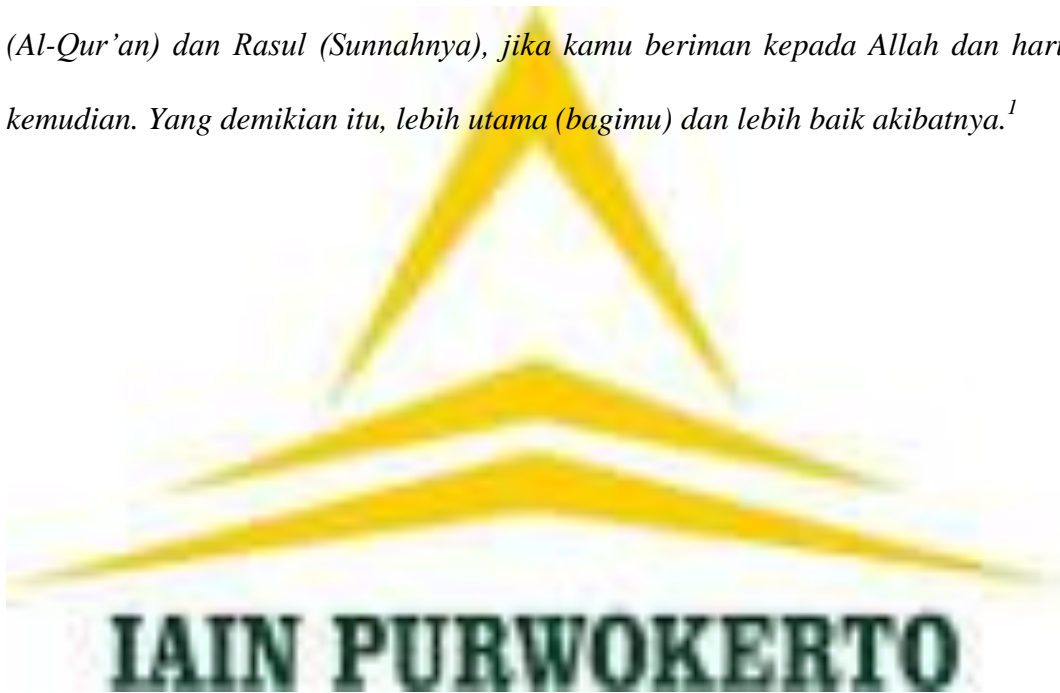 (Al-Qur’an) dan Rasul (Sunnahnya), jika kamu beriman kepada Allah dan hari
kemudian. Yang demikian itu, lebih utama (bagimu) dan lebih baik akibatnya.1
IAIN PURWOKERTO